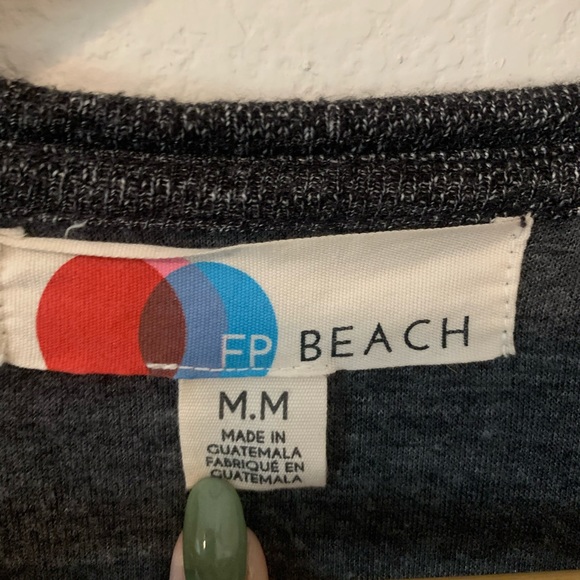 FP BEACH
M.M
MADE IN
GUATEMALA
FABRIQUÉ EN
GUATEMALA